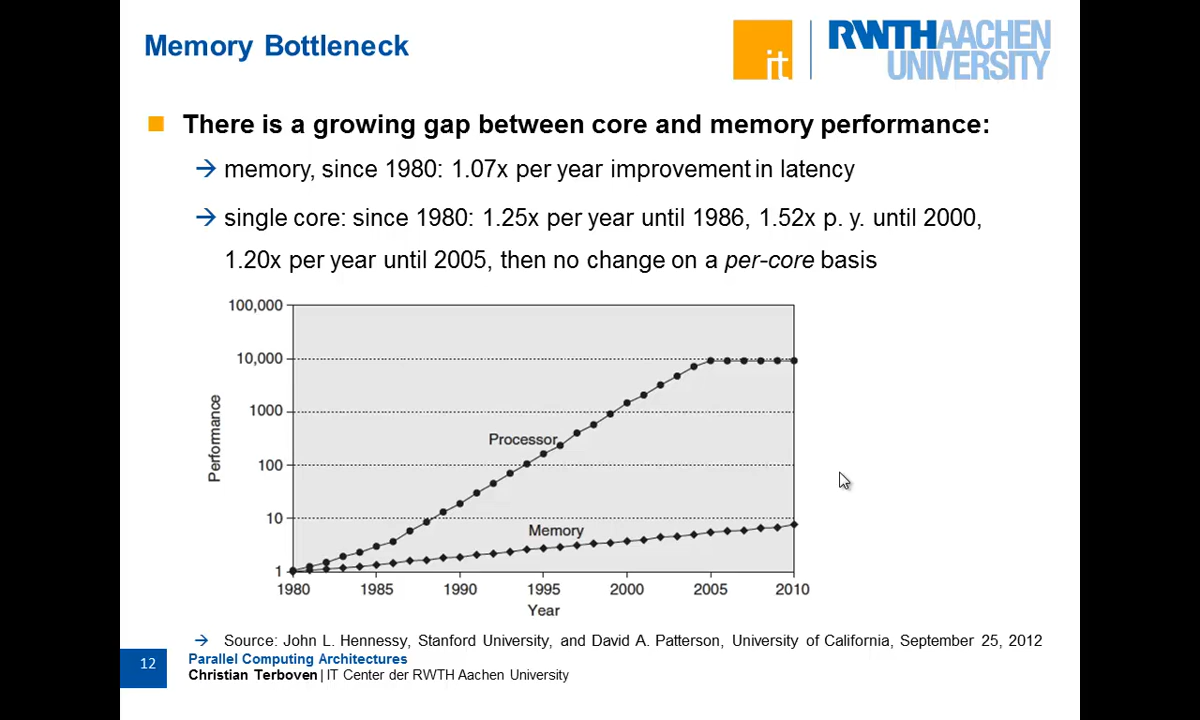 Memory Bottleneck
it
RWTHAACHEN
UNIVERSITY
There is a growing gap between core and memory performance:
→ memory, since 1980: 1.07x per year improvement in latency
→ single core: since 1980: 1.25x per year until 1986, 1.52x p. y. until 2000,
1.20x per year until 2005, then no change on a per-core basis
100,000
10,000
1000
100
10
1
Performance
Processor
Memory
1980 1985 1990 1995 2000 2005 2010
Year
→ Source: John L. Hennessy, Stanford University, and David A. Patterson, University of California, September 25, 2012
12
Parallel Computing Architectures
Christian Terboven | IT Center der RWTH Aachen University